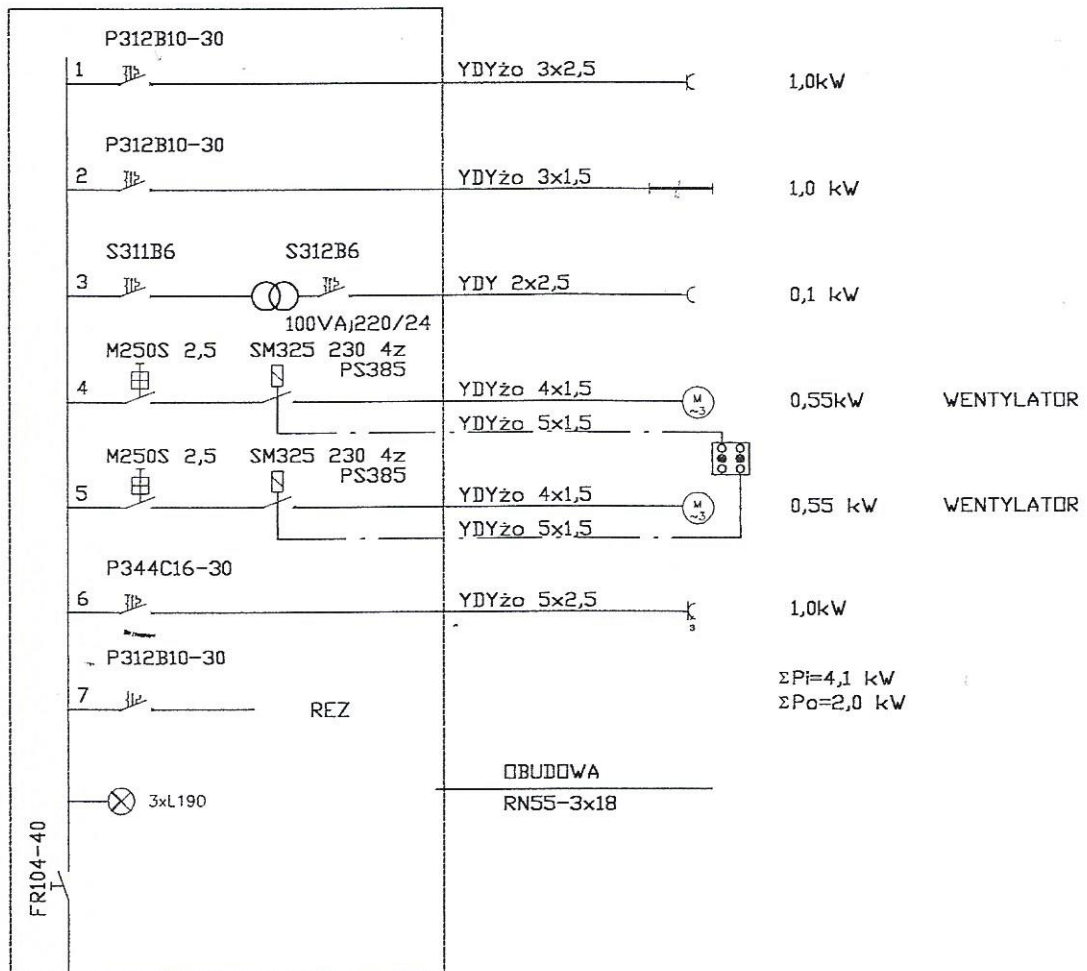 P312B10-30
1
YDYżo 3x2,5
1,0kW
P312B10-30
2
YDYżo 3x1,5
1,0 kW
S311B6
S312B6
3
YDY 2x2,5
0,1 kW
100VA;220/24
M250S 2,5
SM325 230 4z
PS385
4
YDYżo 4x1,5
M
~3
0,55kW
WENTYLATOR
YDYżo 5x1,5
M250S 2,5
SM325 230 4z
PS385
5
YDYżo 4x1,5
M
~3
0,55 kW
WENTYLATOR
YDYżo 5x1,5
P344C16-30
6
YDYżo 5x2,5
3
1,0kW
P312B10-30
ΣPi=4,1 kW
7
REZ
ΣPo=2,0 kW
OBUDOWA
3xL190
RN55-3x18
FR104-40